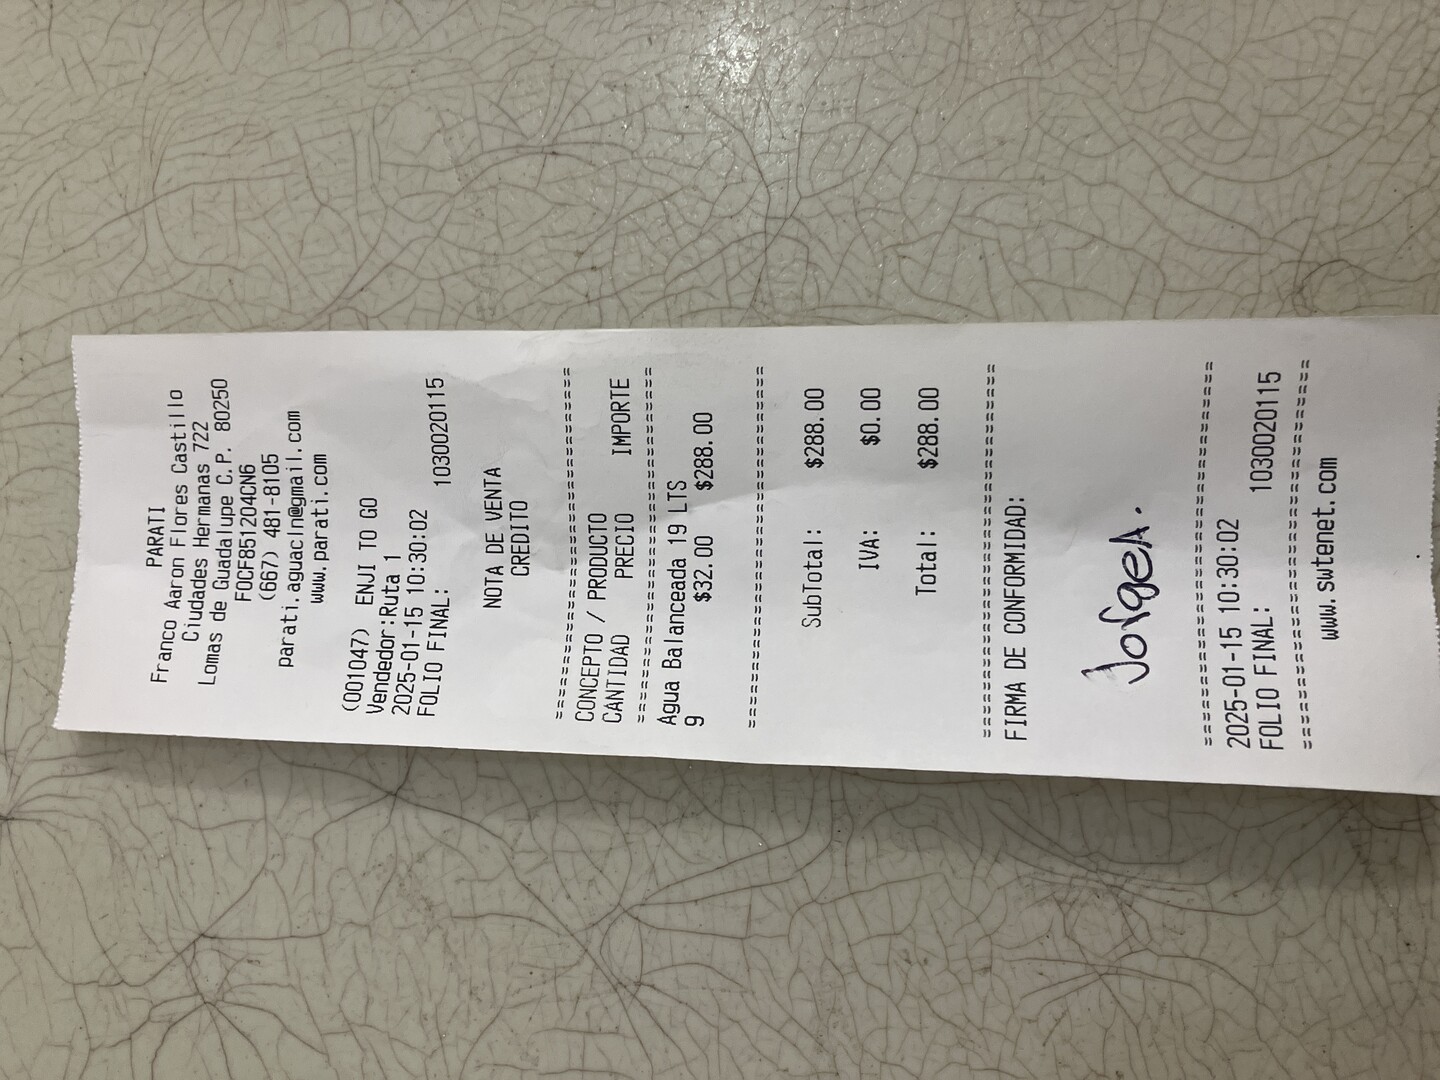 PARATI
Franco Aaron Flores Castillo
Ciudades Hermanas 722
Lomas de Guadalupe C.P. 80250
FOCF851204CN6
(667) 481-8105
parati.aguacln@gmail.com
www.parati.com
(001047) ENJI TO GO
Vendedor:Ruta 1
2025-01-15 10:30:02
FOLIO FINAL: 1030020115
NOTA DE VENTA
CREDITO
==============================
CONCEPTO / PRODUCTO
CANTIDAD PRECIO IMPORTE
==============================
Agua Balanceada 19 LTS
9 $32.00 $288.00
==============================
SubTotal: $288.00
IVA: $0.00
Total: $288.00
==============================
FIRMA DE CONFORMIDAD:
JorgeA.
==============================
2025-01-15 10:30:02
FOLIO FINAL: 1030020115
==============================
www.swtenet.com